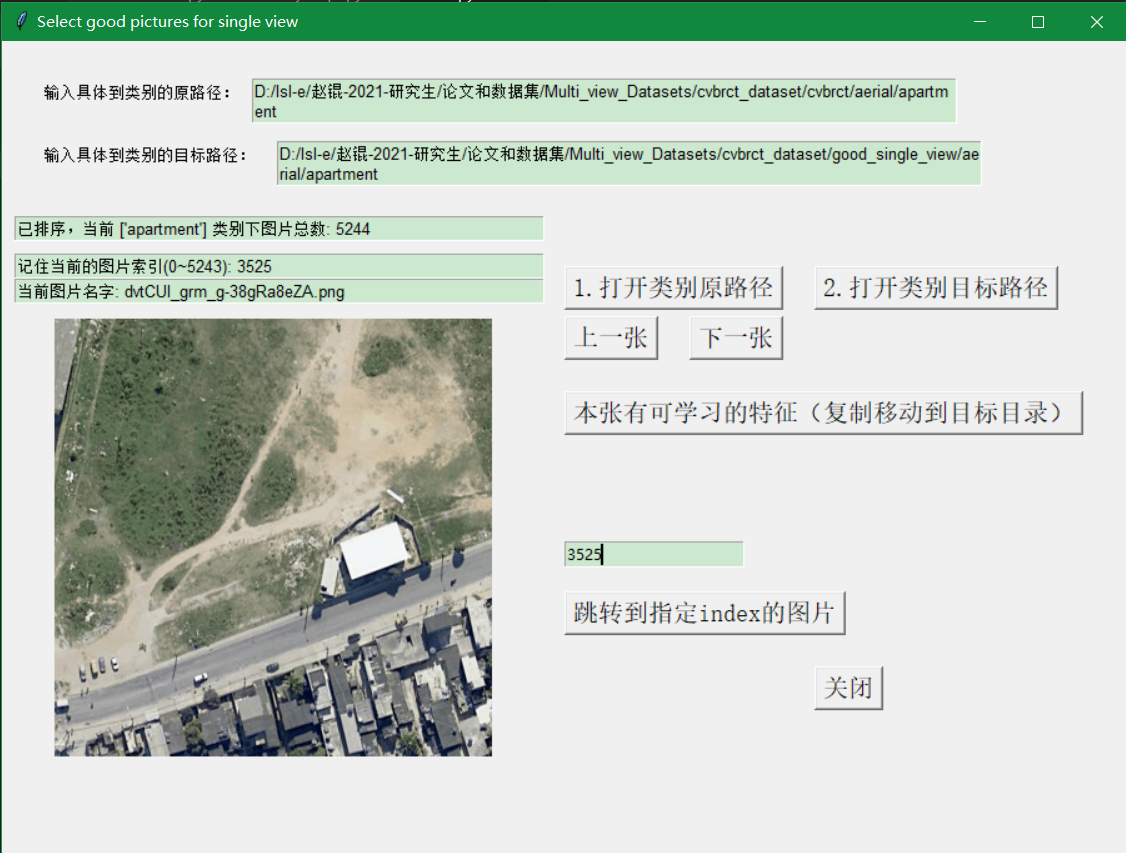 Select good pictures for single view
输入具体到类别的原路径：
D:/lsl-e/赵锟-2021-研究生/论文和数据集/Multi_view_Datasets/cvbrct_dataset/cvbrct/aerial/apartm
ent
输入具体到类别的目标路径：
D:/lsl-e/赵锟-2021-研究生/论文和数据集/Multi_view_Datasets/cvbrct_dataset/good_single_view/ae
rial/apartment
已排序，当前 ['apartment'] 类别下图片总数: 5244
记住当前的图片索引(0~5243): 3525
当前图片名字: dvtCUI_grm_g-38gRa8eZA.png
1.打开类别原路径
2.打开类别目标路径
上一张
下一张
本张有可学习的特征（复制移动到目标目录）
3525
跳转到指定index的图片
关闭